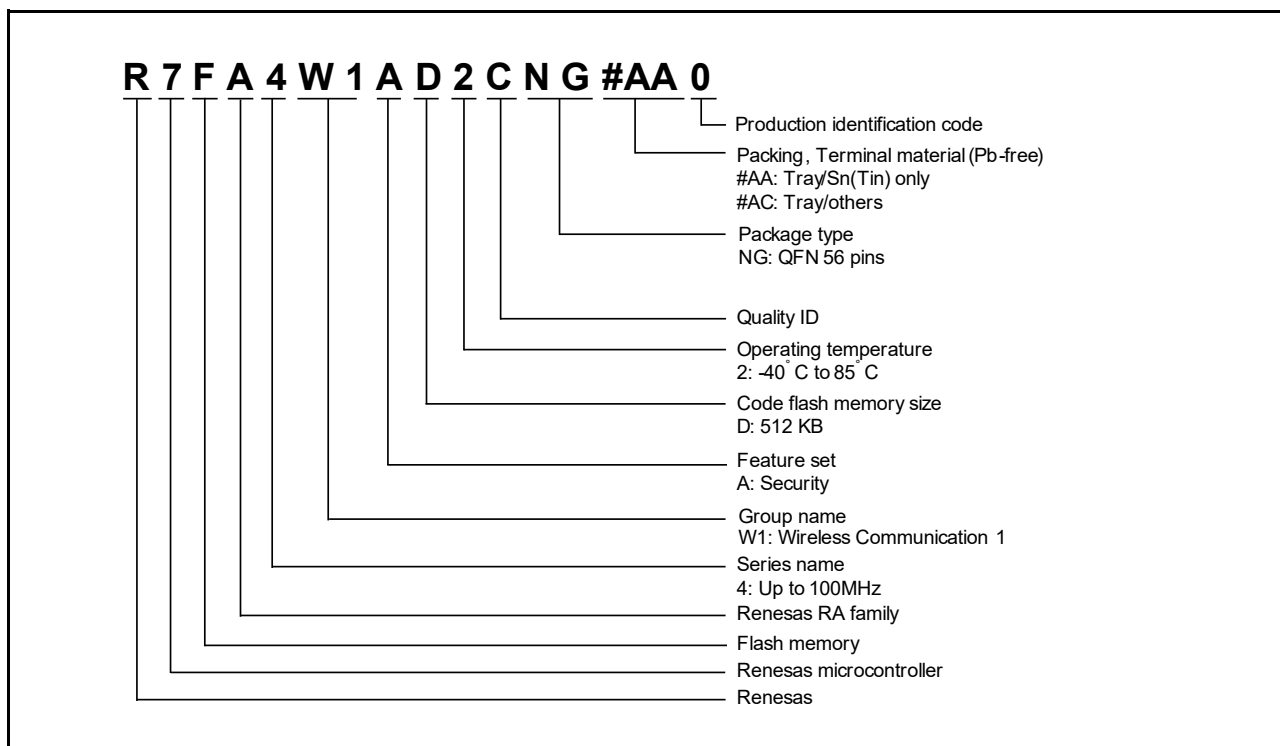 R 7 F A 4 W 1 A D 2 C N G #AA 0
Production identification code
Packing, Terminal material (Pb-free)
#AA: Tray/Sn(Tin) only
#AC: Tray/others
Package type
NG: QFN 56 pins
Quality ID
Operating temperature
2: -40° C to 85° C
Code flash memory size
D: 512 KB
Feature set
A: Security
Group name
W1: Wireless Communication 1
Series name
4: Up to 100MHz
Renesas RA family
Flash memory
Renesas microcontroller
Renesas